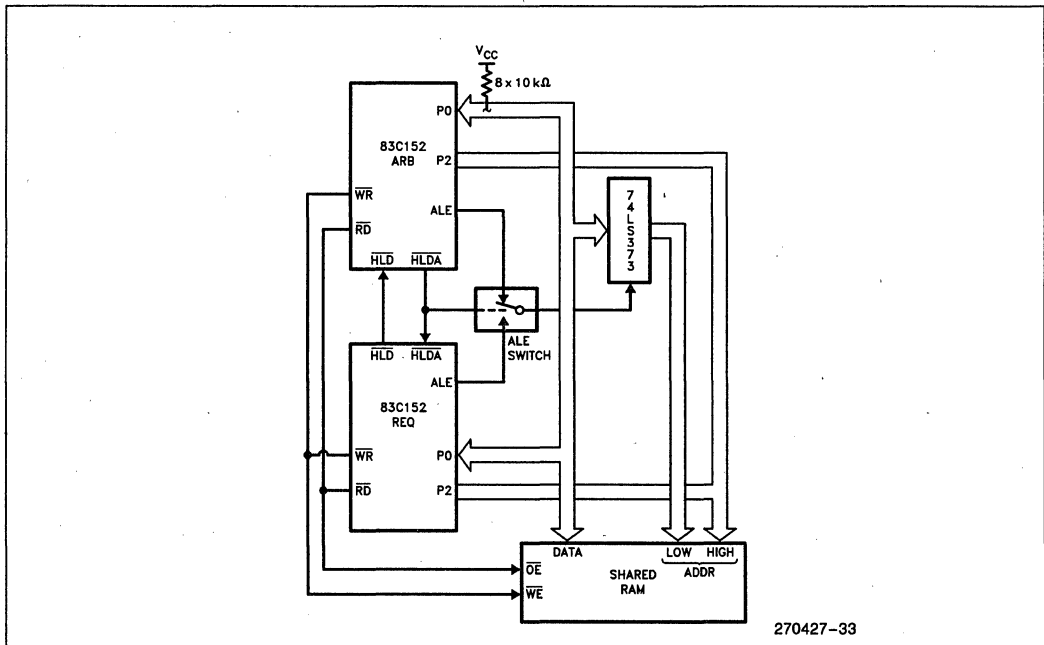 VCC
8 x 10 kΩ
P0
83C152
ARB
P2
WR
ALE
RD
HLD HLDA
74LS373
ALE
SWITCH
HLD HLDA
ALE
83C152
REQ
WR
P0
RD
P2
DATA LOW HIGH
ADDR
OE
SHARED
RAM
WE
270427-33